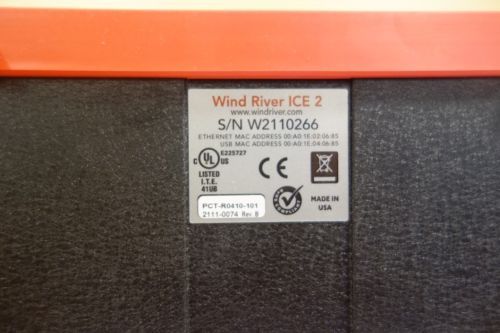 Wind River ICE 2
www.windriver.com
S/N W2110266
ETHERNET MAC ADDRESS 00:A0:1E:02:06:85
USB MAC ADDRESS 00:A0:1E:04:06:85
E225727
C UL US
LISTED
I.T.E.
41UB
CE
PCT-R0410-101
2111-0074 Rev B
MADE IN
USA